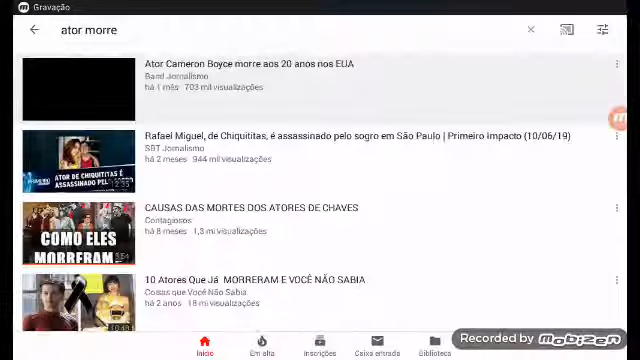 Gravação
ator morre
Ator Cameron Boyce morre aos 20 anos nos EUA
Band Jornalismo
há 1 mês 703 mil visualizações
Rafael Miguel, de Chiquititas, é assassinado pelo sogro em São Paulo | Primeiro Impacto (10/06/19)
SBT Jornalismo
há 2 meses 944 mil visualizações
ATOR DE CHIQUITITAS É
ASSASSINADO PEL
12:35
CAUSAS DAS MORTES DOS ATORES DE CHAVES
Contagiosos
há 8 meses 1,3 mi visualizações
COMO ELES
MORRERAM
10 Atores Que Já MORRERAM E VOCÊ NÃO SABIA
Coisas que Você Não Sabia
há 2 anos 18 mi visualizações
10:43
Início
Em alta
Inscrições
Caixa entrada
Biblioteca
Recorded by Mobizen